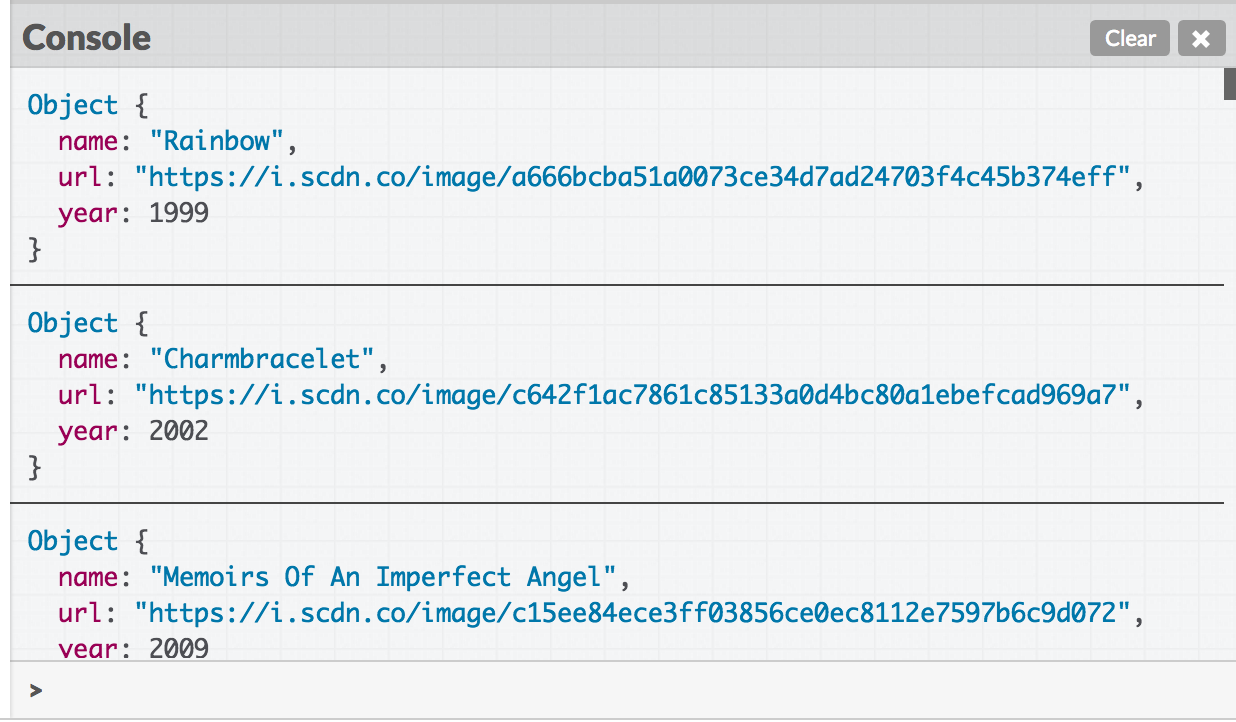 Console
Clear ×
Object {
name: "Rainbow",
url: "https://i.scdn.co/image/a666bcba51a0073ce34d7ad24703f4c45b374eff",
year: 1999
}
Object {
name: "Charmbracelet",
url: "https://i.scdn.co/image/c642f1ac7861c85133a0d4bc80a1ebefcad969a7",
year: 2002
}
Object {
name: "Memoirs Of An Imperfect Angel",
url: "https://i.scdn.co/image/c15ee84ece3ff03856ce0ec8112e7597b6c9d072",
year: 2009
>